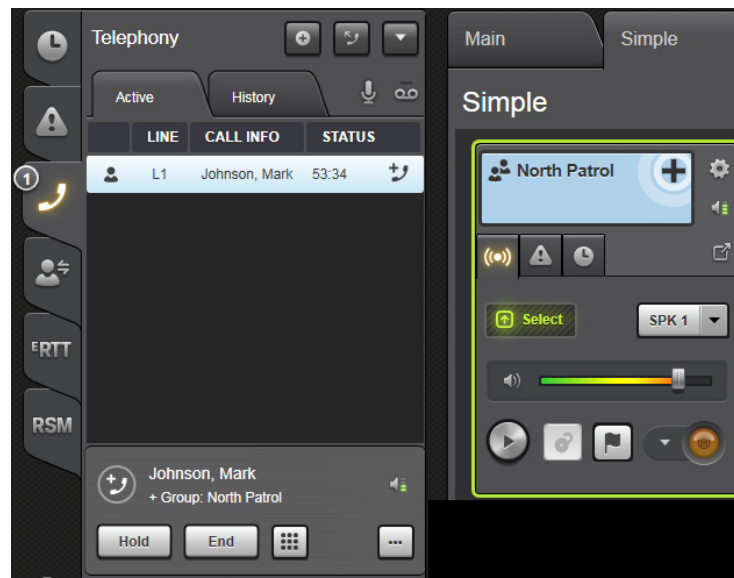 Telephony
Active
History
LINE
CALL INFO
STATUS
L1
Johnson, Mark
53:34
1
ERTT
RSM
Johnson, Mark
+ Group: North Patrol
Hold
End
...
Main
Simple
Simple
North Patrol
Select
SPK 1